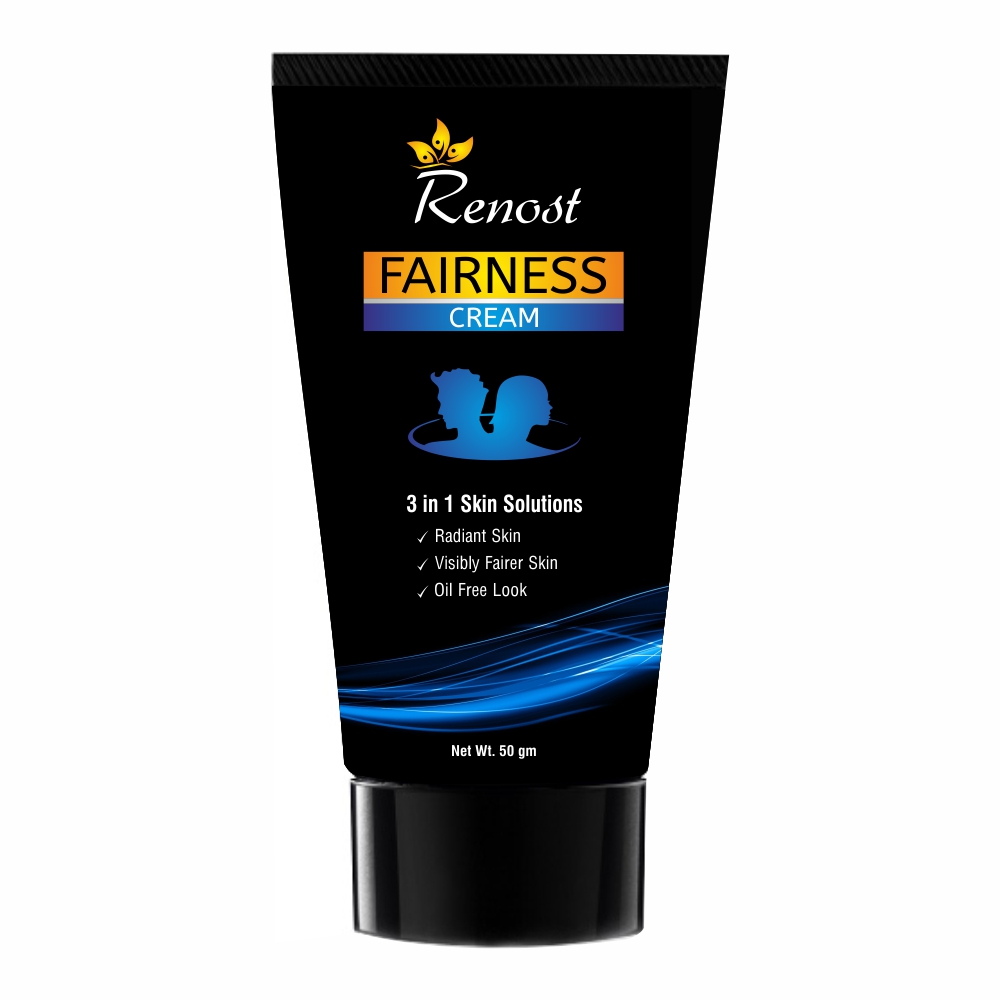 Renost
FAIRNESS
CREAM
3 in 1 Skin Solutions
✓ Radiant Skin
✓ Visibly Fairer Skin
✓ Oil Free Look
Net Wt. 50 gm